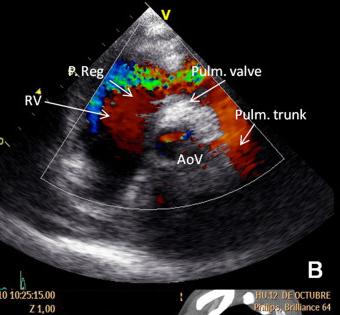 V
P. Reg
Pulm. valve
RV
Pulm. trunk
AoV
B
10 10:25:15.00
HU.12. DE OCTUBRE
Z 1,00
Philips, Brilliance 64